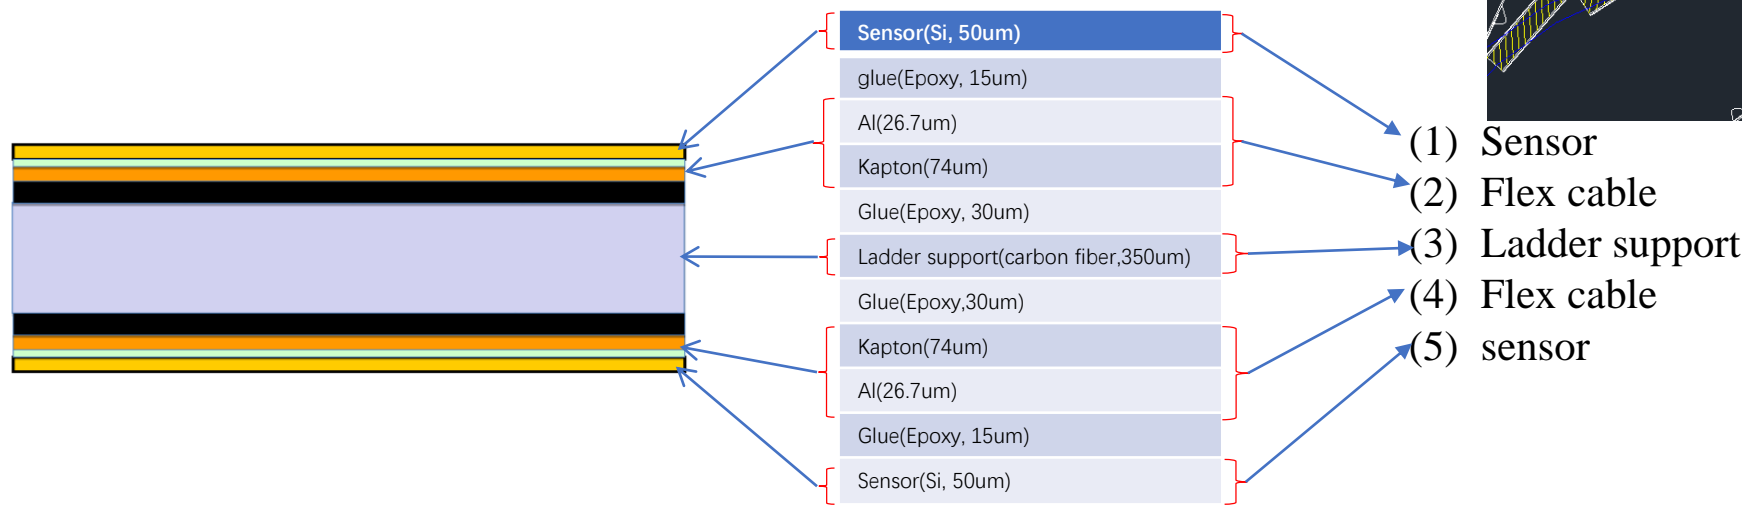 Sensor(Si, 50um)
glue(Epoxy, 15um)
Al(26.7um)
Kapton(74um)
Glue(Epoxy, 30um)
Ladder support(carbon fiber,350um)
Glue(Epoxy,30um)
Kapton(74um)
Al(26.7um)
Glue(Epoxy, 15um)
Sensor(Si, 50um)
(1) Sensor
(2) Flex cable
(3) Ladder support
(4) Flex cable
(5) sensor